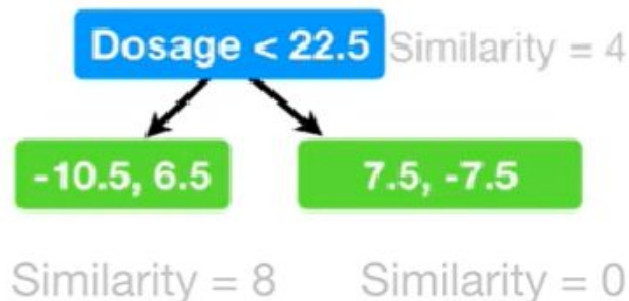 Dosage < 22.5 Similarity = 4
-10.5, 6.5 7.5, -7.5
Similarity = 8 Similarity = 0